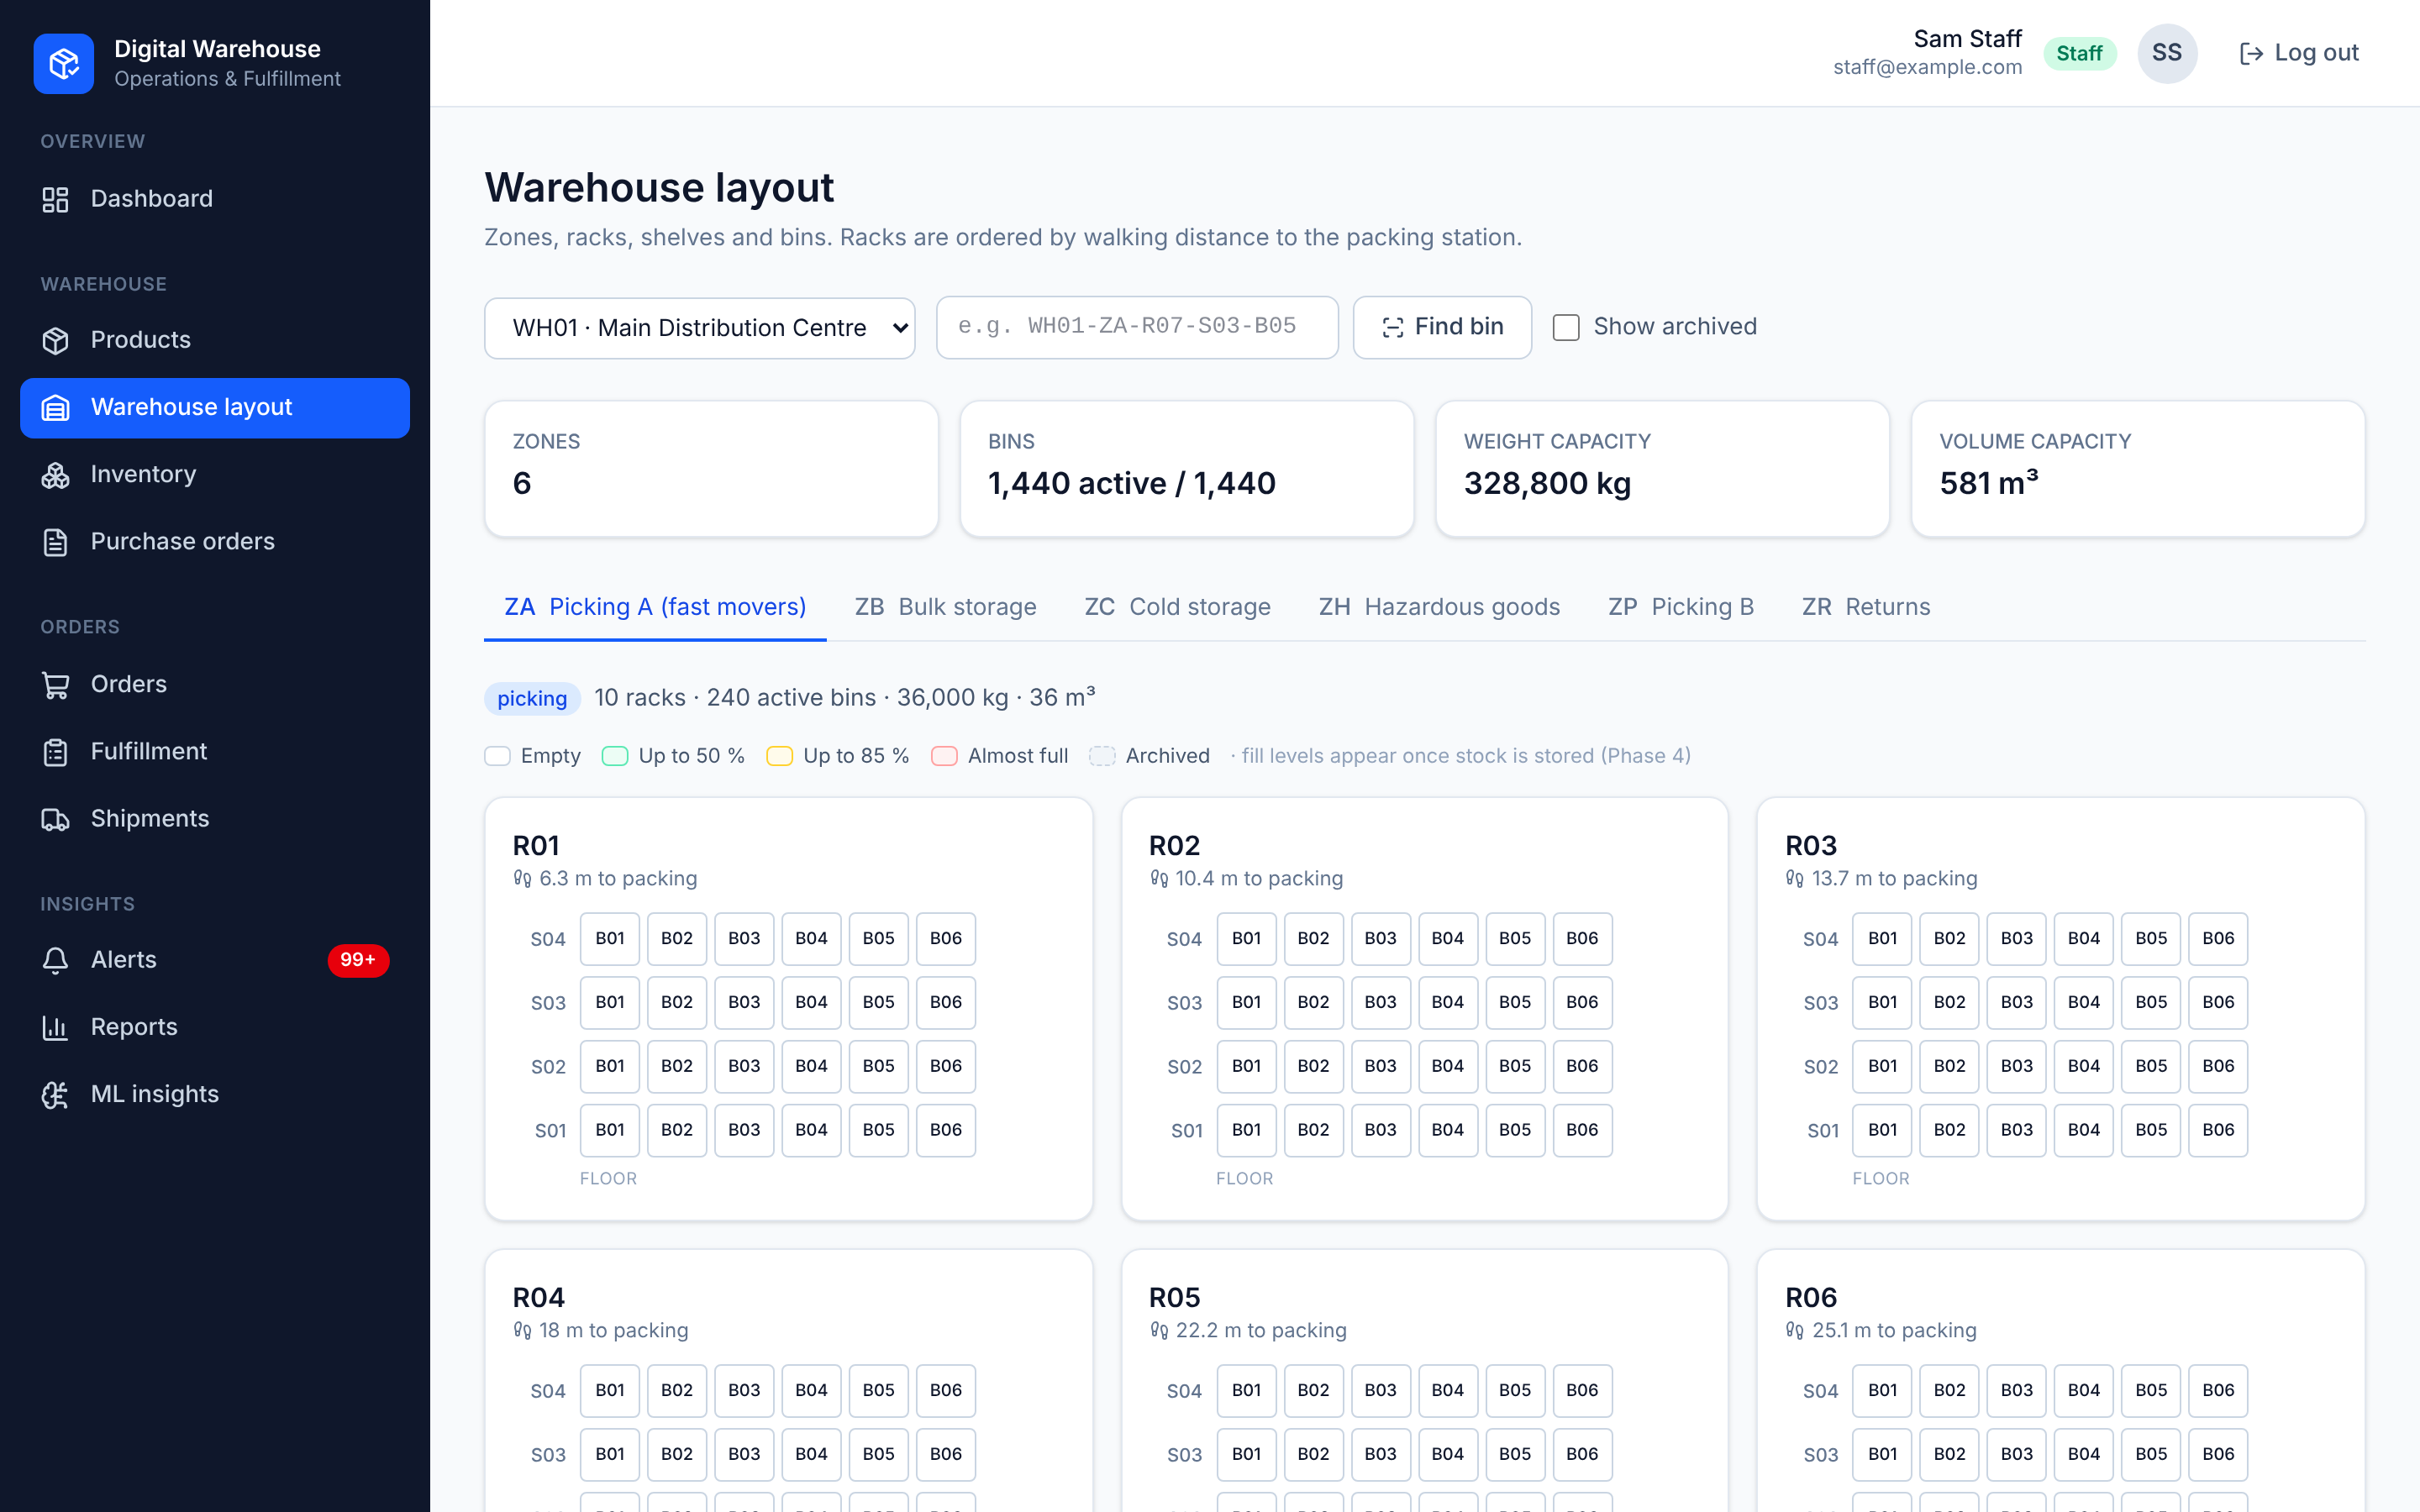 Digital Warehouse
Operations & Fulfillment
OVERVIEW
Dashboard
WAREHOUSE
Products
Warehouse layout
Inventory
Purchase orders
ORDERS
Orders
Fulfillment
Shipments
INSIGHTS
Alerts 99+
Reports
ML insights
Sam Staff
staff@example.com
Staff
SS
Log out
Warehouse layout
Zones, racks, shelves and bins. Racks are ordered by walking distance to the packing station.
WH01 · Main Distribution Centre
e.g. WH01-ZA-R07-S03-B05
Find bin
Show archived
ZONES
6
BINS
1,440 active / 1,440
WEIGHT CAPACITY
328,800 kg
VOLUME CAPACITY
581 m³
ZA Picking A (fast movers) ZB Bulk storage ZC Cold storage ZH Hazardous goods ZP Picking B ZR Returns
picking 10 racks · 240 active bins · 36,000 kg · 36 m³
Empty Up to 50 % Up to 85 % Almost full Archived · fill levels appear once stock is stored (Phase 4)
R01
6.3 m to packing
S04 B01 B02 B03 B04 B05 B06
S03 B01 B02 B03 B04 B05 B06
S02 B01 B02 B03 B04 B05 B06
S01 B01 B02 B03 B04 B05 B06
FLOOR
R02
10.4 m to packing
S04 B01 B02 B03 B04 B05 B06
S03 B01 B02 B03 B04 B05 B06
S02 B01 B02 B03 B04 B05 B06
S01 B01 B02 B03 B04 B05 B06
FLOOR
R03
13.7 m to packing
S04 B01 B02 B03 B04 B05 B06
S03 B01 B02 B03 B04 B05 B06
S02 B01 B02 B03 B04 B05 B06
S01 B01 B02 B03 B04 B05 B06
FLOOR
R04
18 m to packing
S04 B01 B02 B03 B04 B05 B06
S03 B01 B02 B03 B04 B05 B06
R05
22.2 m to packing
S04 B01 B02 B03 B04 B05 B06
S03 B01 B02 B03 B04 B05 B06
R06
25.1 m to packing
S04 B01 B02 B03 B04 B05 B06
S03 B01 B02 B03 B04 B05 B06